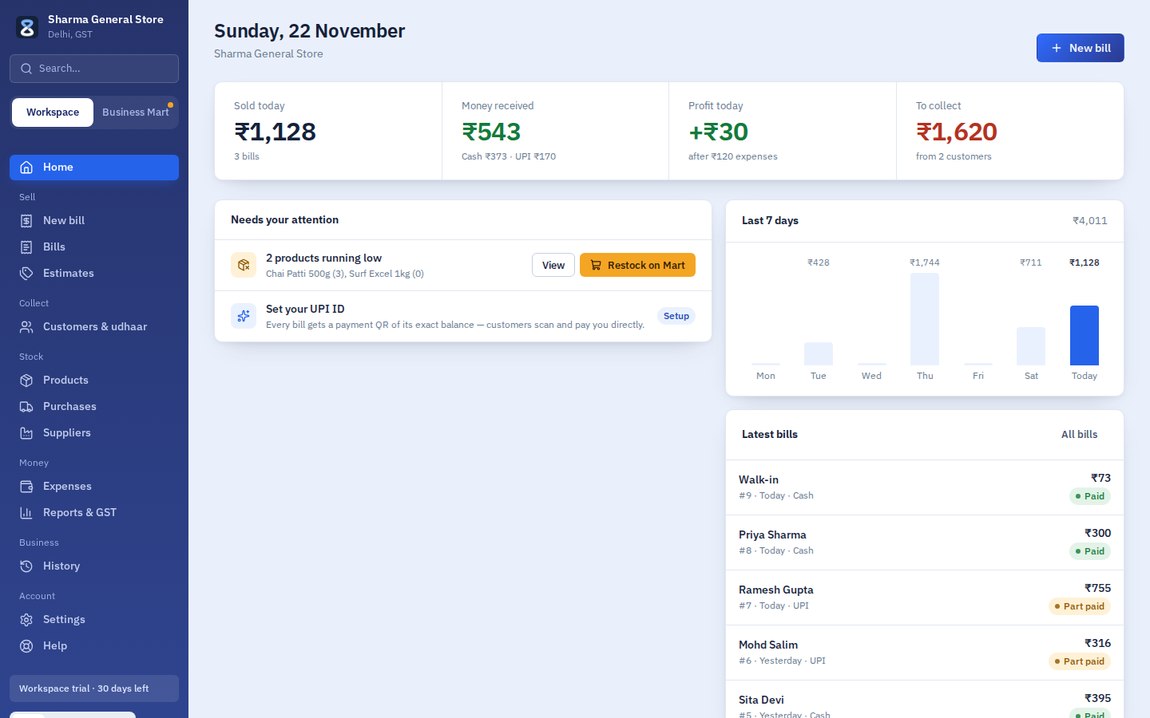 Sharma General Store
Delhi, GST
Search...
Workspace
Business Mart
Home
Sell
New bill
Bills
Estimates
Collect
Customers & udhaar
Stock
Products
Purchases
Suppliers
Money
Expenses
Reports & GST
Business
History
Account
Settings
Help
Workspace trial · 30 days left
Sunday, 22 November
Sharma General Store
New bill
Sold today
₹1,128
3 bills
Money received
₹543
Cash ₹373 · UPI ₹170
Profit today
+₹30
after ₹120 expenses
To collect
₹1,620
from 2 customers
Needs your attention
2 products running low
Chai Patti 500g (3), Surf Excel 1kg (0)
View
Restock on Mart
Set your UPI ID
Every bill gets a payment QR of its exact balance — customers scan and pay you directly.
Setup
Last 7 days
₹4,011
₹428
₹1,744
₹711
₹1,128
Mon
Tue
Wed
Thu
Fri
Sat
Today
Latest bills
All bills
Walk-in
₹73
#9 · Today · Cash
Paid
Priya Sharma
₹300
#8 · Today · Cash
Paid
Ramesh Gupta
₹755
#7 · Today · UPI
Part paid
Mohd Salim
₹316
#6 · Yesterday · UPI
Part paid
Sita Devi
₹395
#5 · Yesterday · Cash
Paid